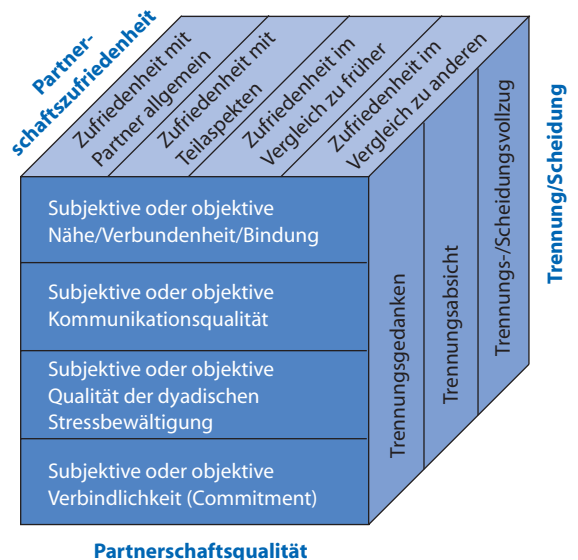 Partner-
schaftszufriedenheit
Zufriedenheit mit
Partner allgemein
Zufriedenheit mit
Teilaspekten
Zufriedenheit im
Vergleich zu früher
Zufriedenheit im
Vergleich zu anderen
Subjektive oder objektive
Nähe/Verbundenheit/Bindung
Subjektive oder objektive
Kommunikationsqualität
Subjektive oder objektive
Qualität der dyadischen
Stressbewältigung
Subjektive oder objektive
Verbindlichkeit (Commitment)
Trennungsgedanken
Trennungsabsicht
Trennungs-/Scheidungsvollzug
Trennung/Scheidung
Partnerschaftsqualität